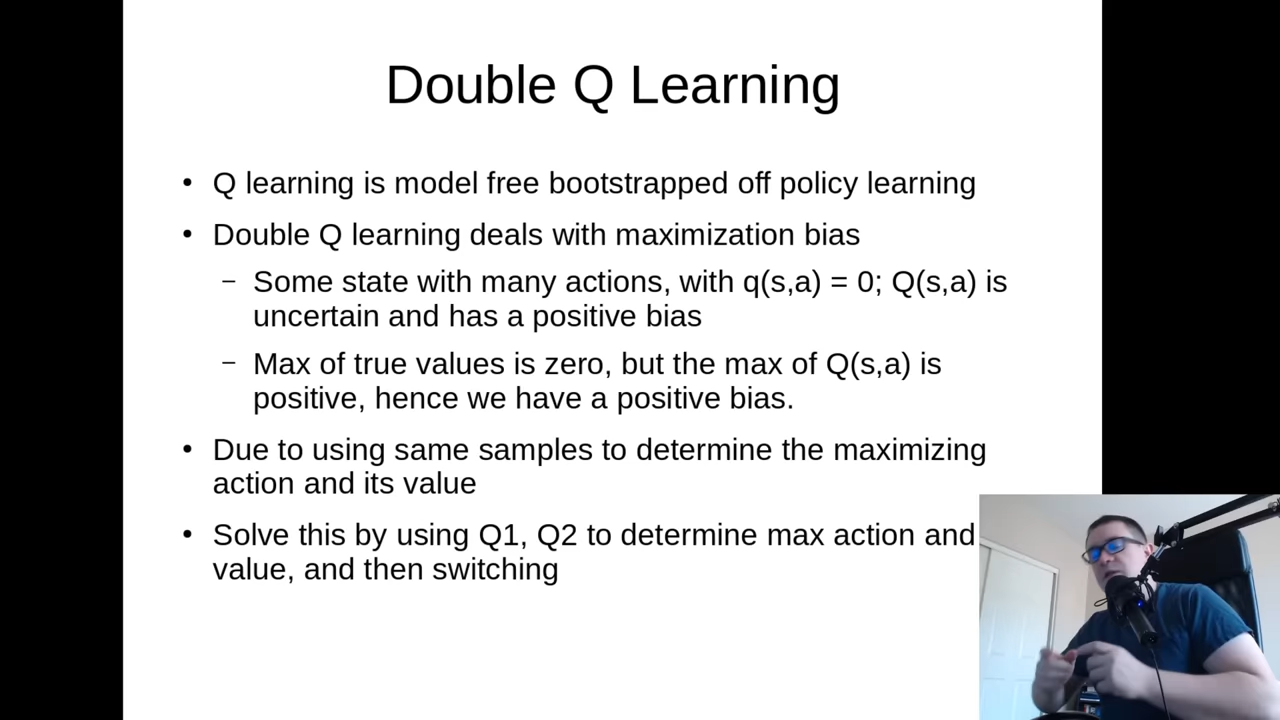 Double Q Learning
• Q learning is model free bootstrapped off policy learning
• Double Q learning deals with maximization bias
– Some state with many actions, with q(s,a) = 0; Q(s,a) is
uncertain and has a positive bias
– Max of true values is zero, but the max of Q(s,a) is
positive, hence we have a positive bias.
• Due to using same samples to determine the maximizing
action and its value
• Solve this by using Q1, Q2 to determine max action and
value, and then switching